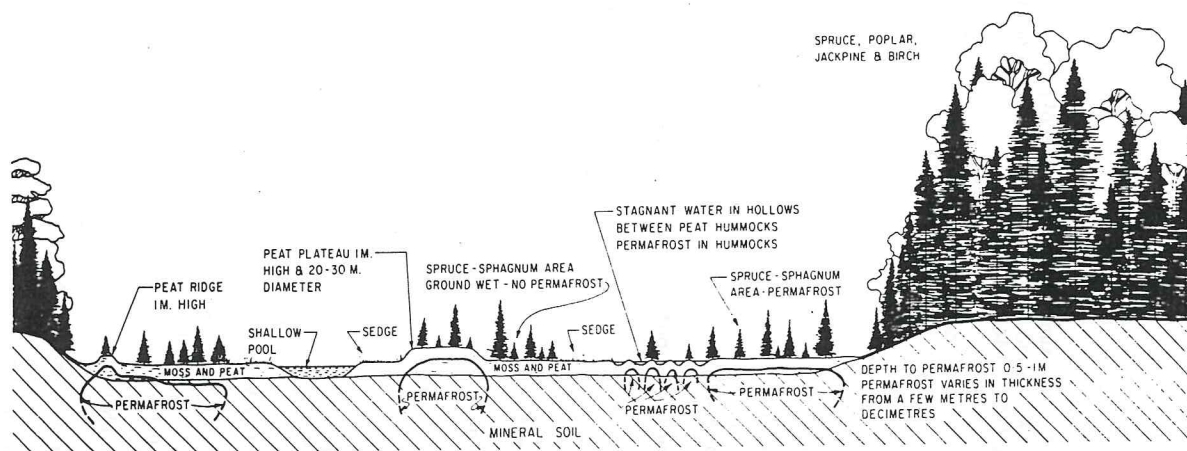 SPRUCE, POPLAR,
JACKPINE & BIRCH
STAGNANT WATER IN HOLLOWS
BETWEEN PEAT HUMMOCKS
PERMAFROST IN HUMMOCKS
PEAT PLATEAU 1M.
HIGH & 20-30 M.
DIAMETER
SPRUCE-SPHAGNUM AREA
GROUND WET - NO PERMAFROST
SPRUCE-SPHAGNUM
AREA-PERMAFROST
PEAT RIDGE
1M. HIGH
SHALLOW
POOL
SEDGE
SEDGE
MOSS AND PEAT
MOSS AND PEAT
DEPTH TO PERMAFROST 0·5-1M
PERMAFROST VARIES IN THICKNESS
FROM A FEW METRES TO
DECIMETRES
PERMAFROST
PERMAFROST
PERMAFROST
PERMAFROST
MINERAL SOIL